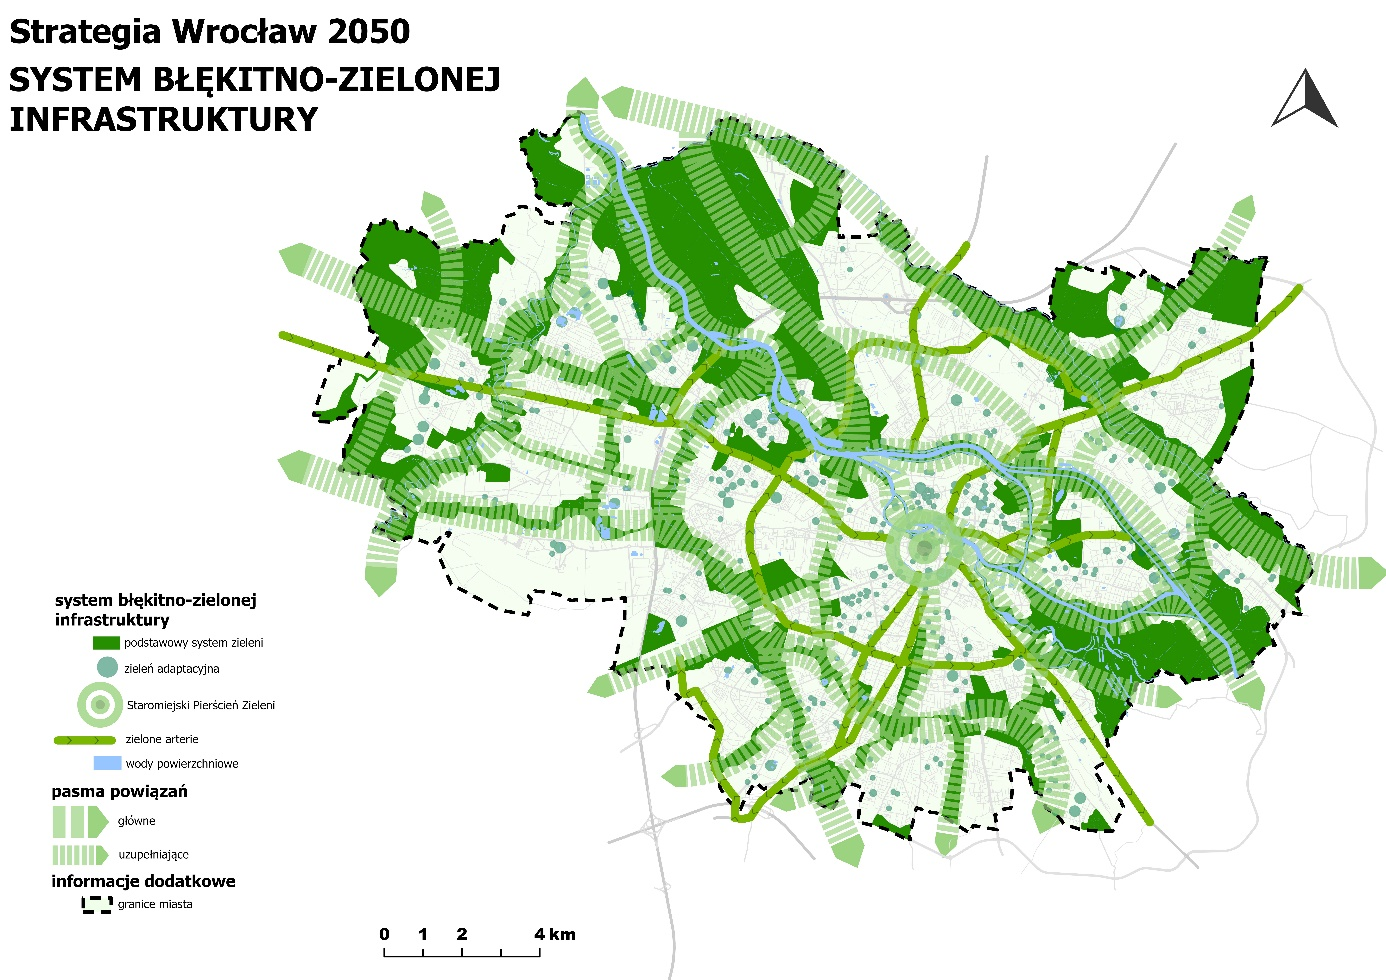 Strategia Wrocław 2050
SYSTEM BŁĘKITNO-ZIELONEJ
INFRASTRUKTURY
system błękitno-zielonej
infrastruktury
podstawowy system zieleni
zieleń adaptacyjna
Staromiejski Pierścień Zieleni
zielone arterie
wody powierzchniowe
pasma powiązań
główne
uzupełniające
informacje dodatkowe
granice miasta
0 1 2 4 km